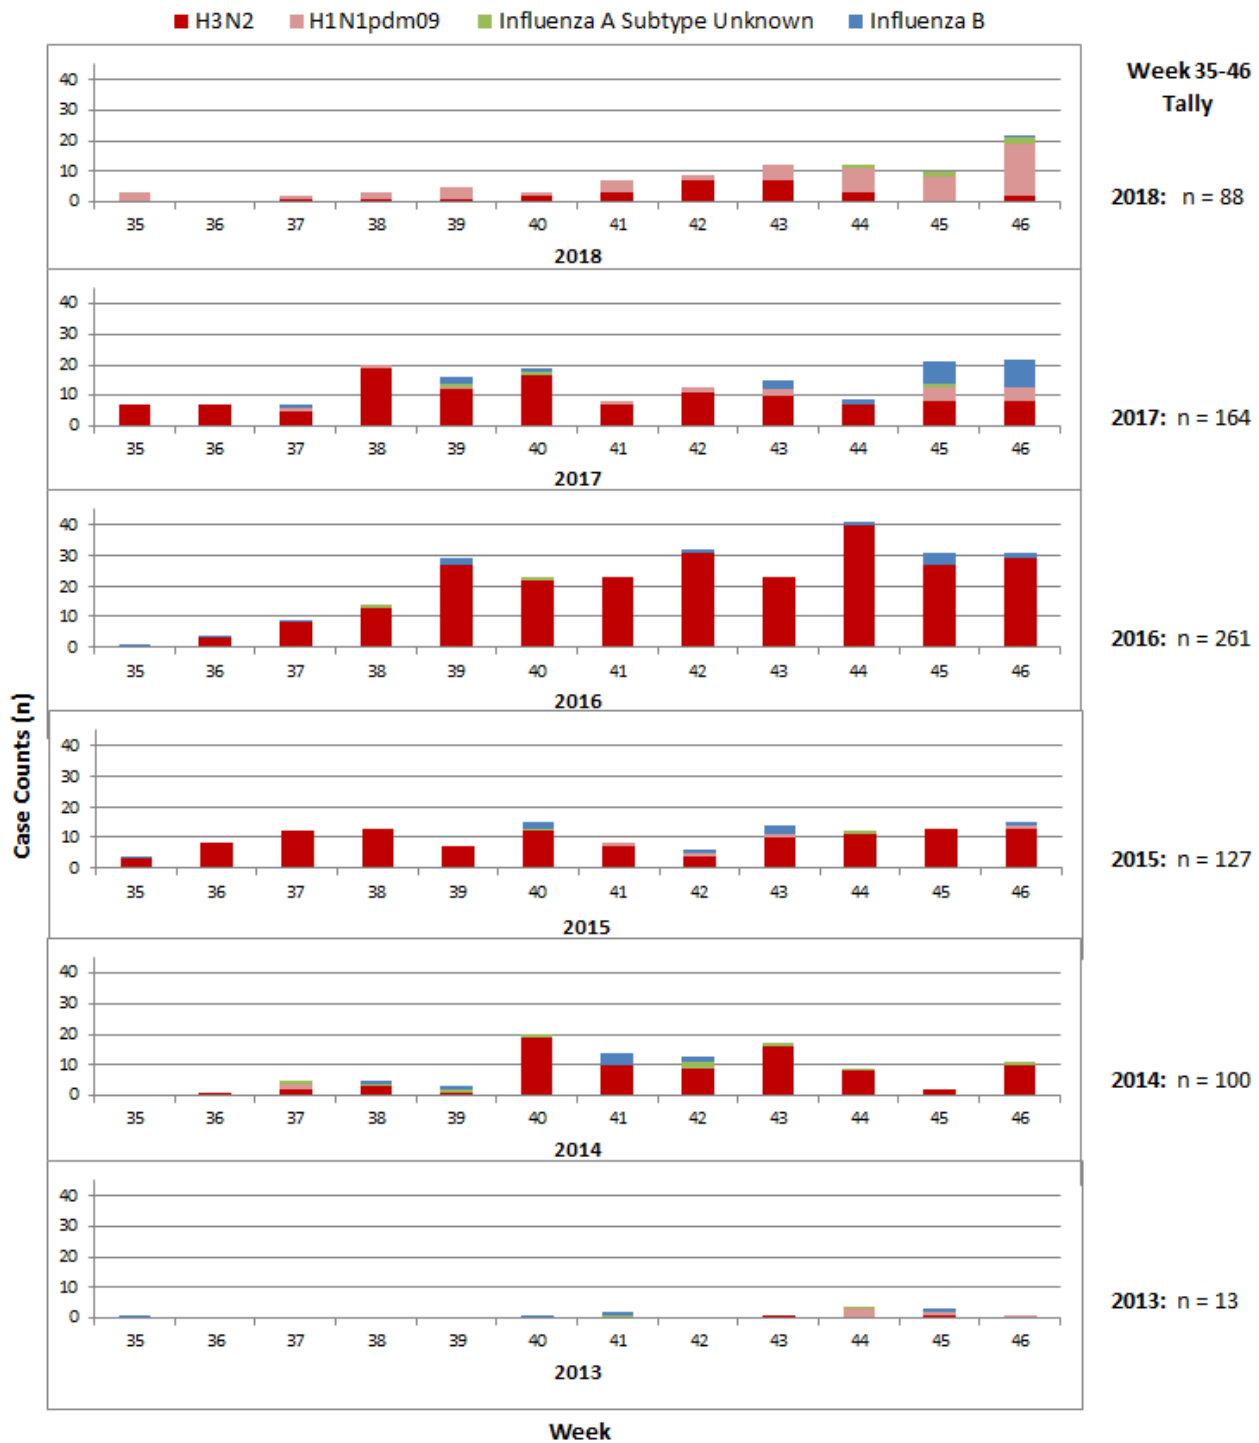 H3N2 H1N1pdm09 Influenza A Subtype Unknown Influenza B
Week 35-46
Tally
Case Counts (n)
40
30
20
10
0
35 36 37 38 39 40 41 42 43 44 45 46
2018
2018: n = 88
40
30
20
10
0
35 36 37 38 39 40 41 42 43 44 45 46
2017
2017: n = 164
40
30
20
10
0
35 36 37 38 39 40 41 42 43 44 45 46
2016
2016: n = 261
40
30
20
10
0
35 36 37 38 39 40 41 42 43 44 45 46
2015
2015: n = 127
40
30
20
10
0
35 36 37 38 39 40 41 42 43 44 45 46
2014
2014: n = 100
40
30
20
10
0
35 36 37 38 39 40 41 42 43 44 45 46
2013
2013: n = 13
Week